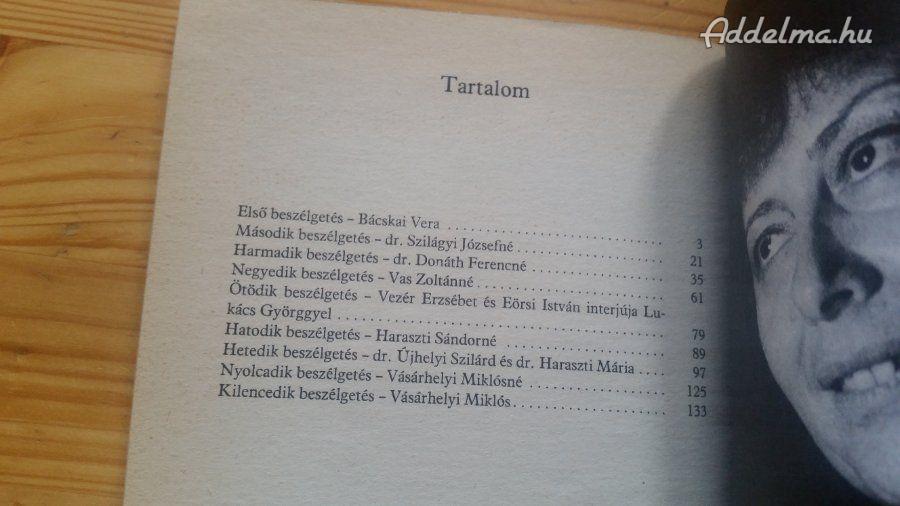 Addelma.hu
Tartalom
Első beszélgetés – Bácskai Vera . . . . . . . . . . . . . . . . . . . . . . . . . . . . 3
Második beszélgetés – dr. Szilágyi Józsefné . . . . . . . . . . . . . . . . . . . 21
Harmadik beszélgetés – dr. Donáth Ferencné . . . . . . . . . . . . . . . . . 35
Negyedik beszélgetés – Vas Zoltánné . . . . . . . . . . . . . . . . . . . . . . . . 61
Ötödik beszélgetés – Vezér Erzsébet és Eörsi István interjúja Lu-
kács Györggyel . . . . . . . . . . . . . . . . . . . . . . . . . . . . . . . . . . . . . . . . . 79
Hatodik beszélgetés – Haraszti Sándorné . . . . . . . . . . . . . . . . . . . . . 89
Hetedik beszélgetés – dr. Újhelyi Szilárd és dr. Haraszti Mária . . . . 97
Nyolcadik beszélgetés – Vásárhelyi Miklósné . . . . . . . . . . . . . . . . . . 125
Kilencedik beszélgetés – Vásárhelyi Miklós . . . . . . . . . . . . . . . . . . . 133